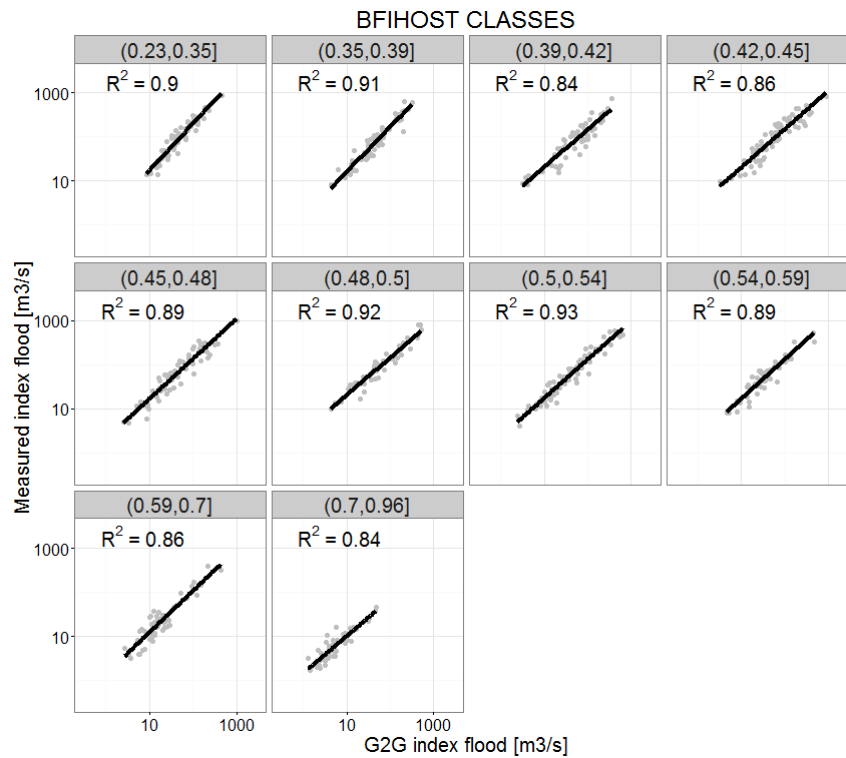 BFIHOST CLASSES
(0.23,0.35] (0.35,0.39] (0.39,0.42] (0.42,0.45]
R² = 0.9 R² = 0.91 R² = 0.84 R² = 0.86
1000
10
(0.45,0.48] (0.48,0.5] (0.5,0.54] (0.54,0.59]
R² = 0.89 R² = 0.92 R² = 0.93 R² = 0.89
1000
10
(0.59,0.7] (0.7,0.96]
R² = 0.86 R² = 0.84
1000
10
10 1000 10 1000
G2G index flood [m3/s]
Measured index flood [m3/s]